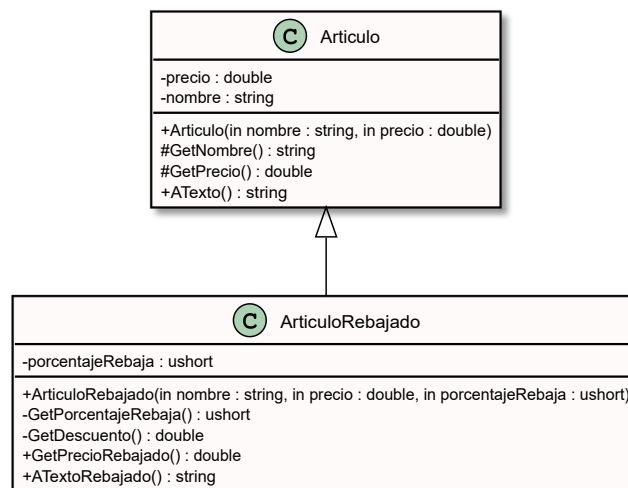 C Articulo
-precio : double
-nombre : string
+Articulo(in nombre : string, in precio : double)
#GetNombre() : string
#GetPrecio() : double
+ATexto() : string
C ArticuloRebajado
-porcentajeRebaja : ushort
+ArticuloRebajado(in nombre : string, in precio : double, in porcentajeRebaja : ushort)
-GetPorcentajeRebaja() : ushort
-GetDescuento() : double
+GetPrecioRebajado() : double
+ATextoRebajado() : string